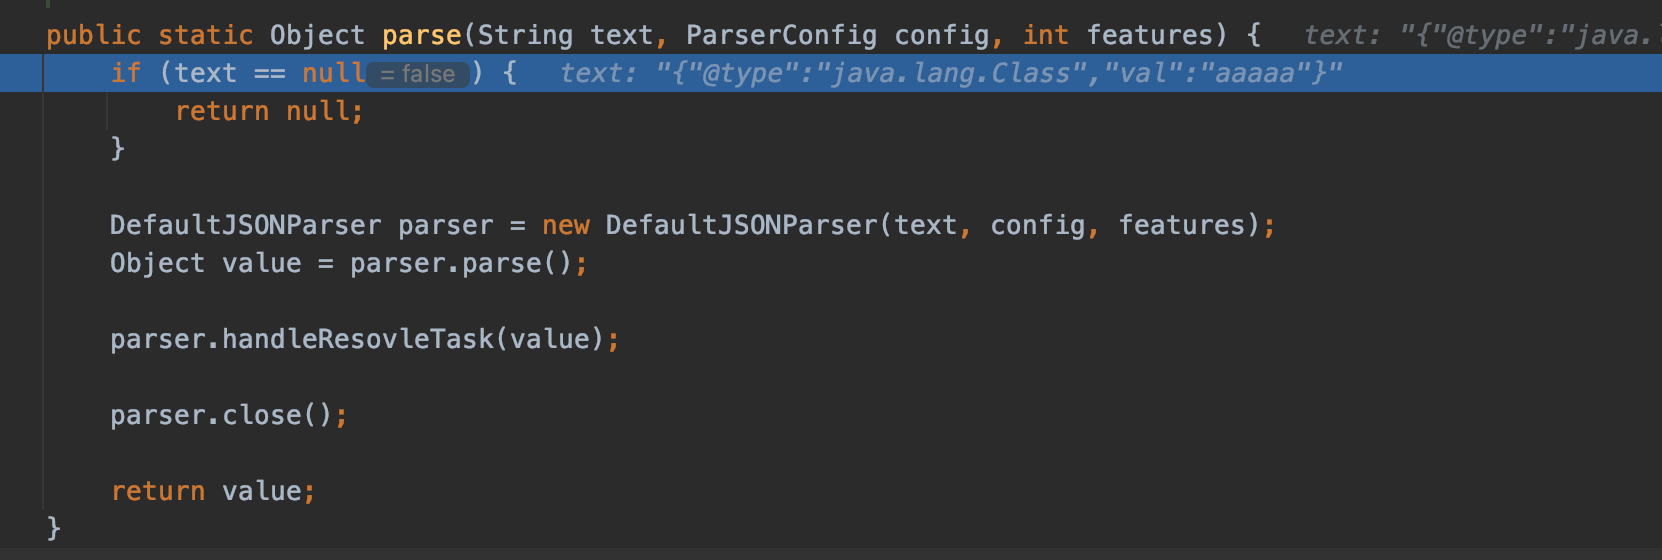 public static Object parse(String text, ParserConfig config, int features) {   text: "{"@type":"java.
    if (text == null = false ) {   text: "{"@type":"java.lang.Class","val":"aaaaa"}"
        return null;
    }
    DefaultJSONParser parser = new DefaultJSONParser(text, config, features);
    Object value = parser.parse();
    parser.handleResovleTask(value);
    parser.close();
    return value;
}